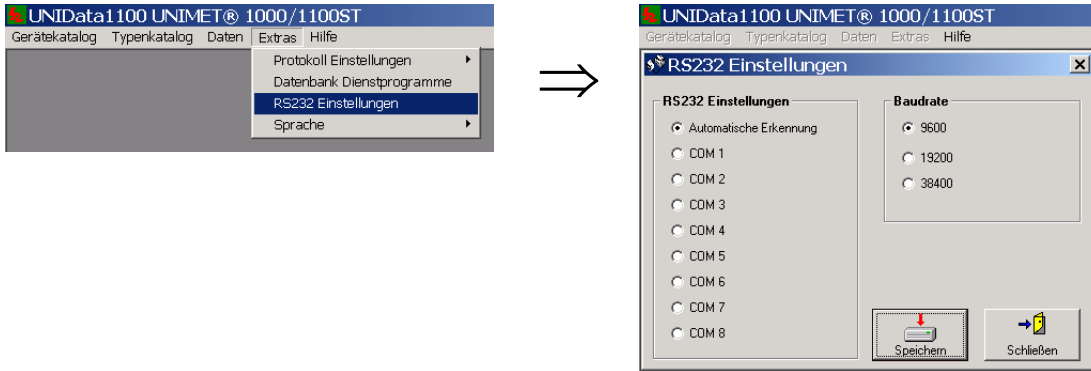 UNIData1100 UNIMET® 1000/1100ST
Gerätekatalog Typenkatalog Daten Extras Hilfe
Protokoll Einstellungen
Datenbank Dienstprogramme
RS232 Einstellungen
Sprache
⇒
UNIData1100 UNIMET® 1000/1100ST
Gerätekatalog Typenkatalog Daten Extras Hilfe
RS232 Einstellungen
RS232 Einstellungen
Automatische Erkennung
COM 1
COM 2
COM 3
COM 4
COM 5
COM 6
COM 7
COM 8
Baudrate
9600
19200
38400
Speichern
Schließen